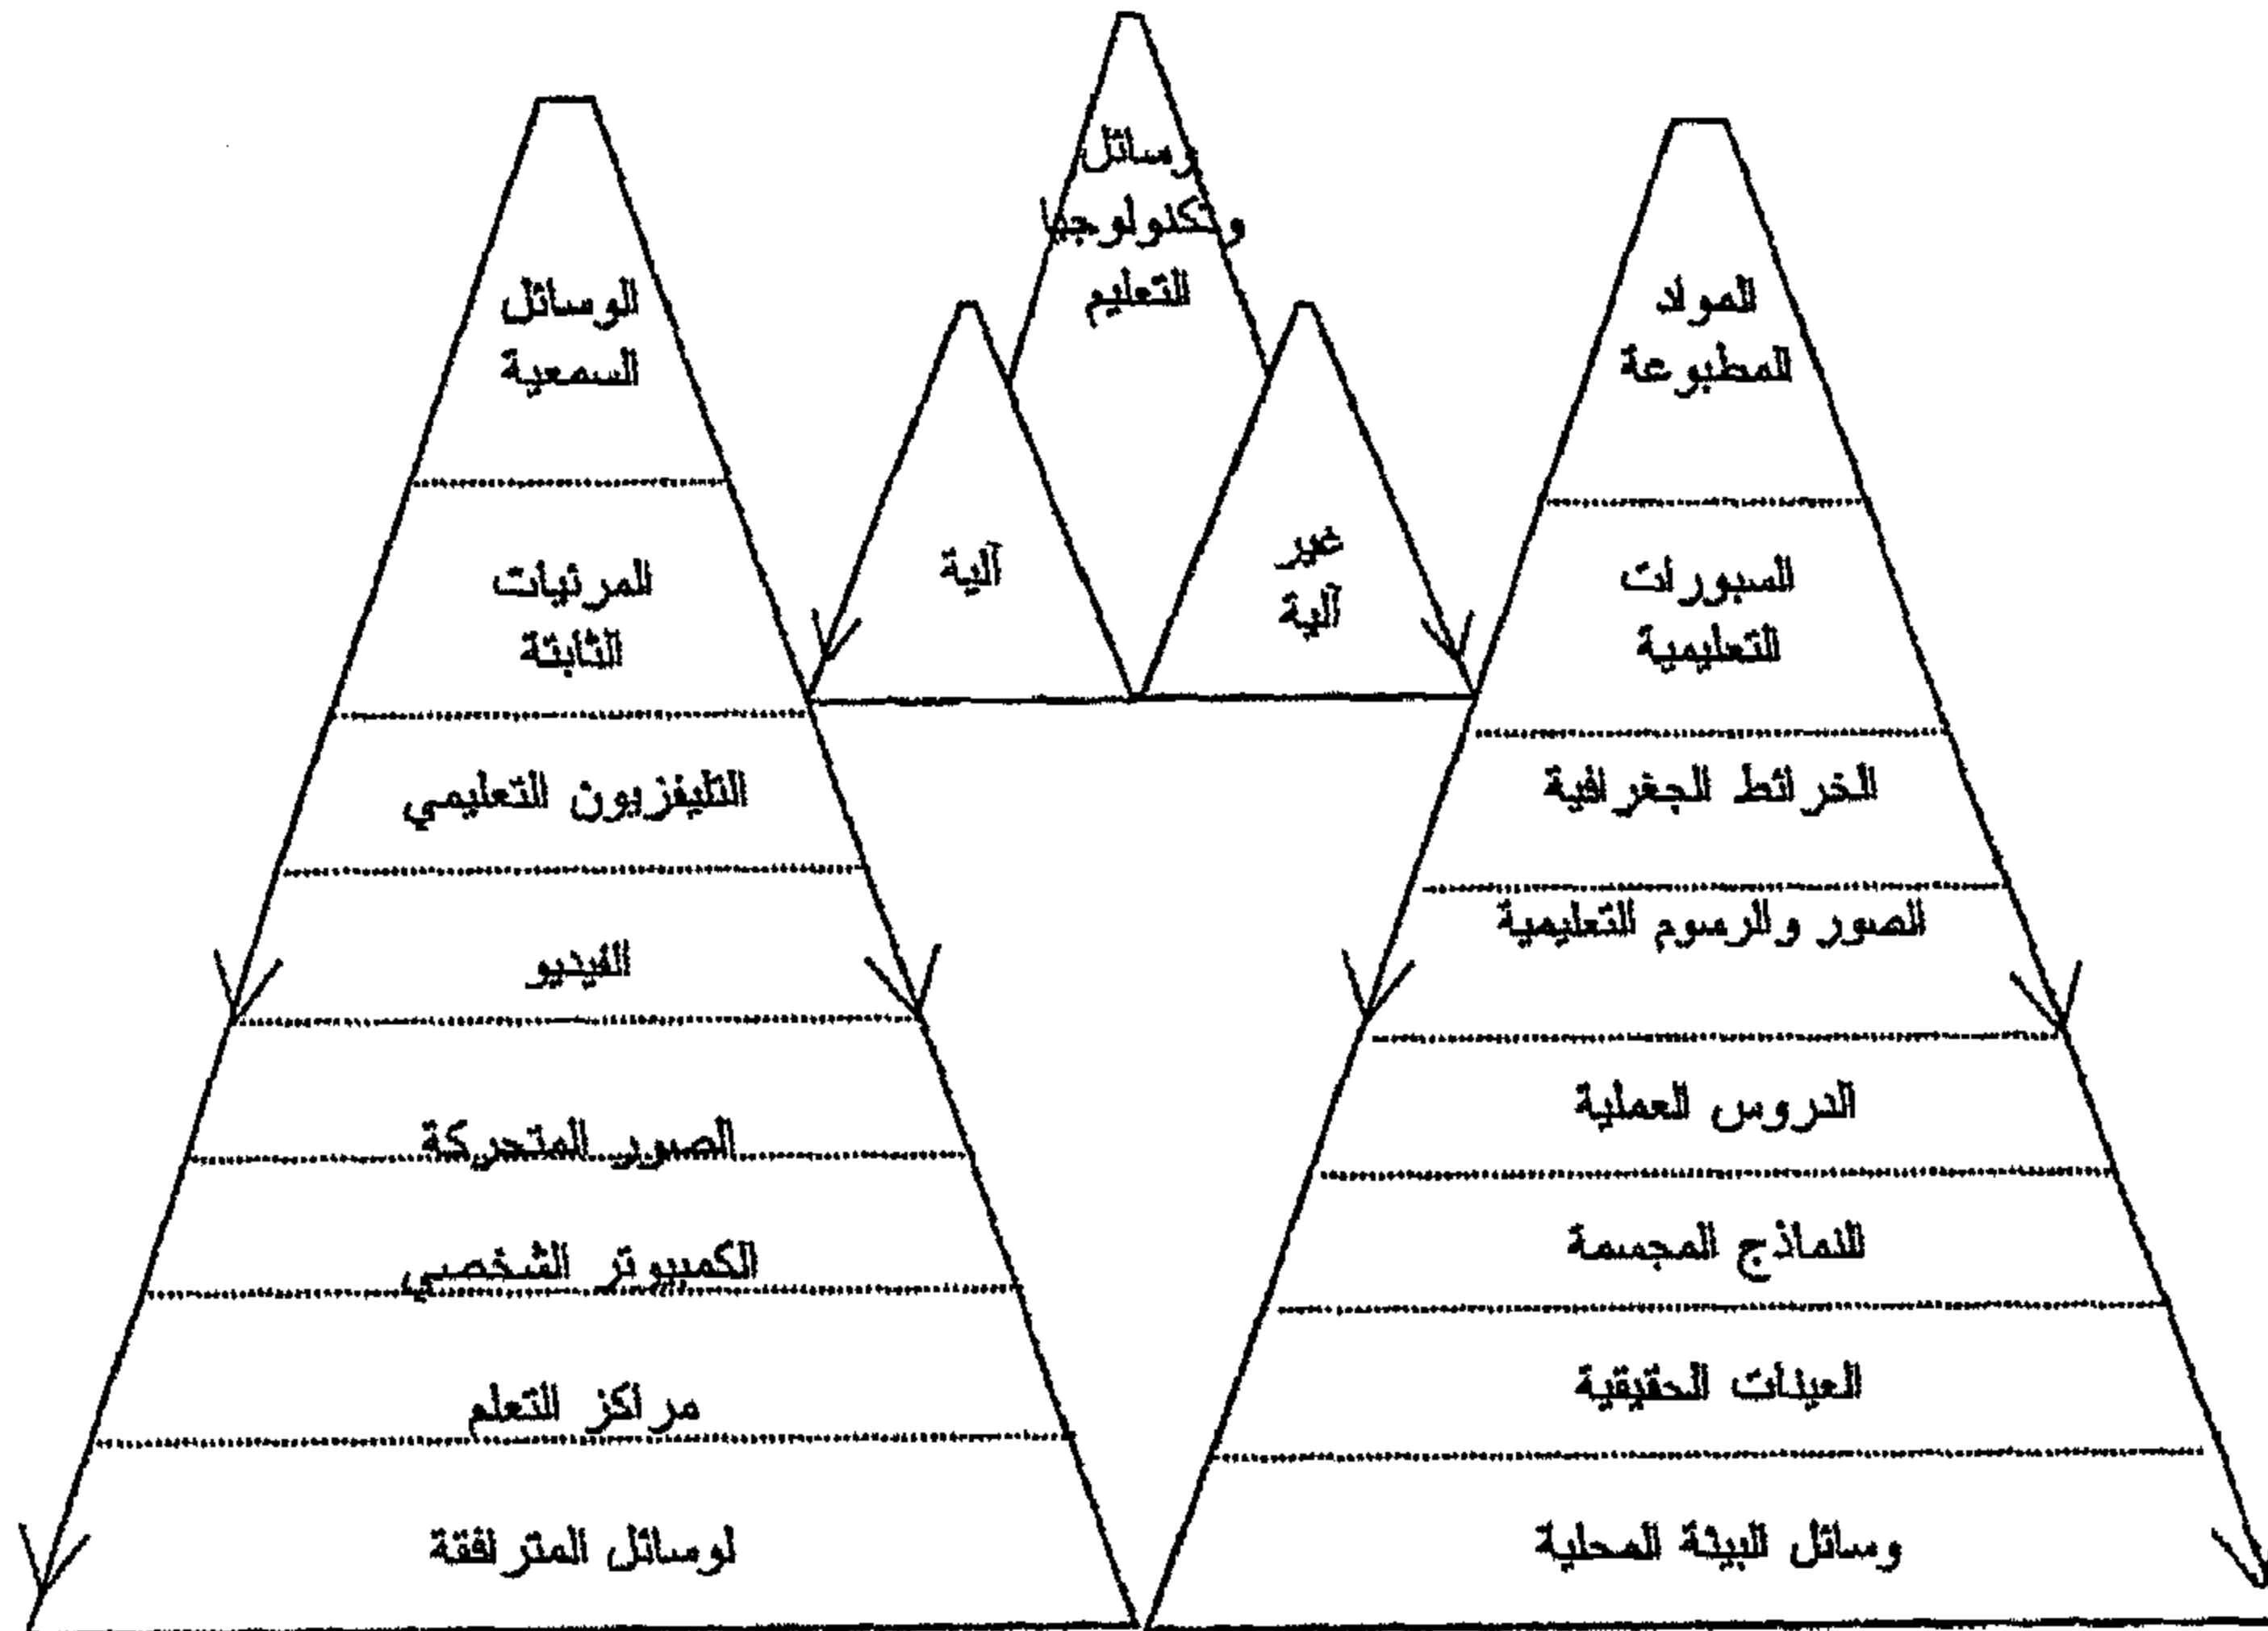 وسائل
وتكنولوجيا
التعليم
غير
آلية
آلية
المواد
المطبوعة
السبورات
التعليمية
الخرائط الجغرافية
الصور والرسوم التعليمية
الدروس العملية
النماذج المجسمة
العينات الحقيقية
وسائل البيئة المحلية
الوسائل
السمعية
المرئيات
الثابتة
التليفزيون التعليمي
الفيديو
الصور المتحركة
الكمبيوتر الشخصي
مراكز التعلم
لوسائل المترافقة